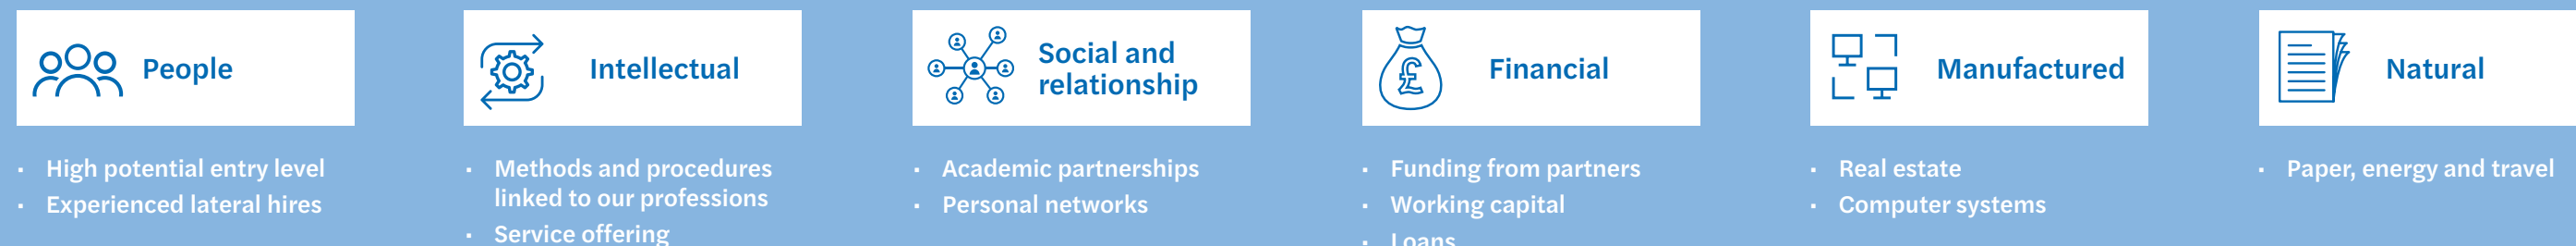 People
· High potential entry level
· Experienced lateral hires
Intellectual
· Methods and procedures
linked to our professions
· Service offering
Social and
relationship
· Academic partnerships
· Personal networks
£
Financial
· Funding from partners
· Working capital
· Loans
Manufactured
· Real estate
· Computer systems
Natural
· Paper, energy and travel